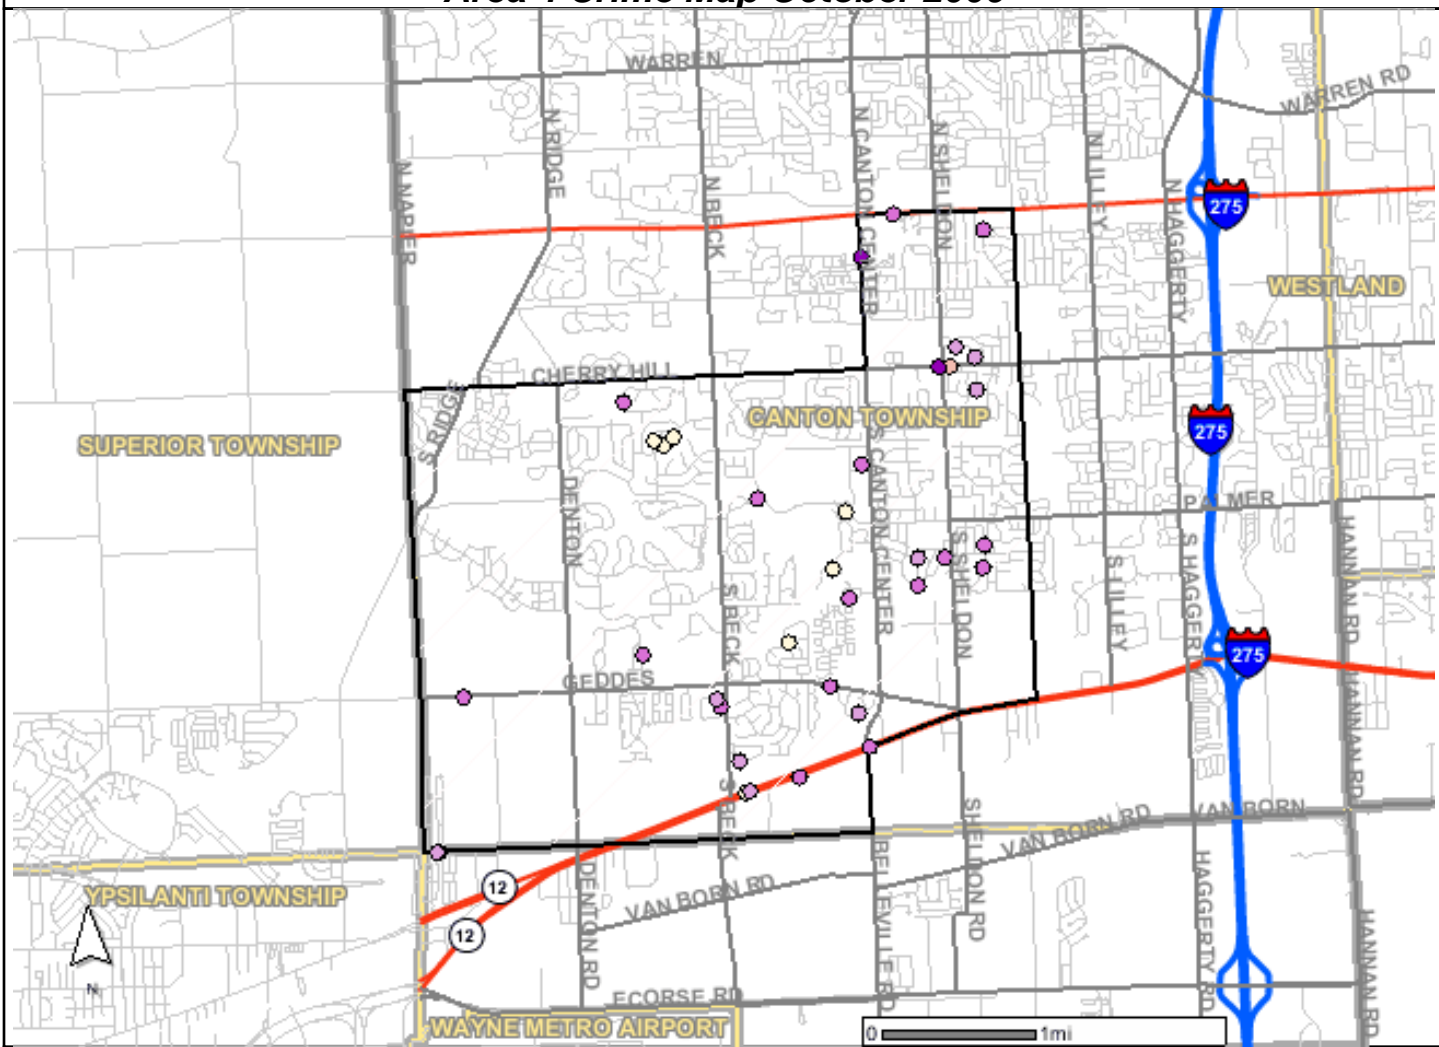 WARREN
WARREN RD
N RIDGE
N CANTON CENTER
N SHELDON
N LILLEY
N NAPIER
N BECK
N HAGGERTY
275
WESTLAND
CHERRY HILL
S RIDGE
CANTON TOWNSHIP
275
SUPERIOR TOWNSHIP
S CANTON CENTER
DENTON
PALMER
HANNAN RD
S SHELDON
S HAGGERTY
S LILLEY
S BECK
275
GEDDES
HANNAN RD
S BECK
SHELDON RD
VAN BORN RD
VAN BORN
BELLEVILLE RD
HAGGERTY RD
YPSILANTI TOWNSHIP
12
VAN BORN RD
DENTON RD
12
HANNAN RD
N
ECORSE RD
WAYNE METRO AIRPORT
0 1mi